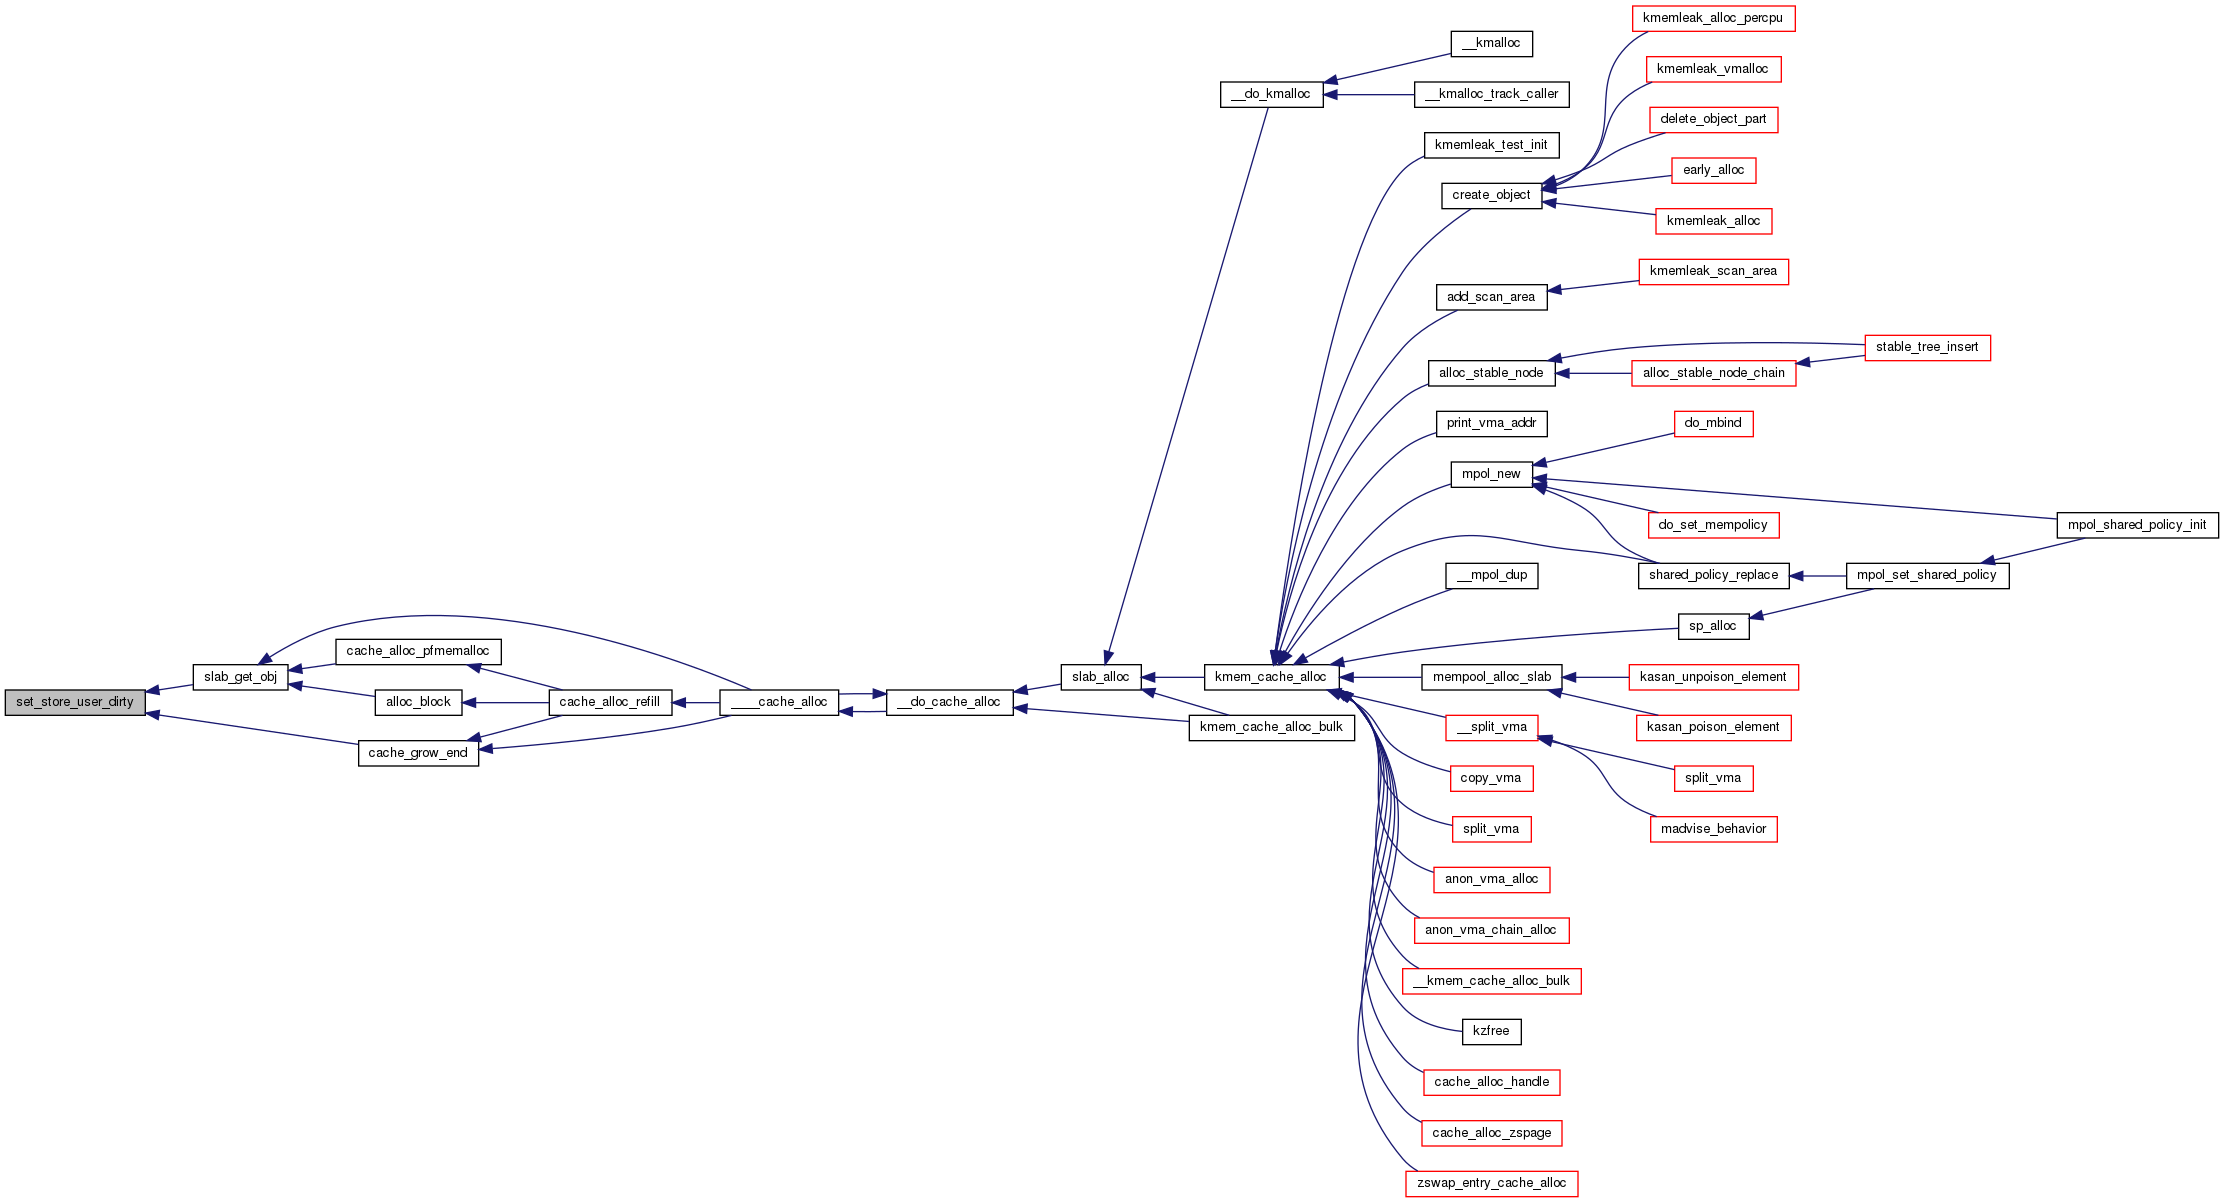 kmemleak_alloc_percpu
__kmalloc
kmemleak_vmalloc
__do_kmalloc
__kmalloc_track_caller
delete_object_part
kmemleak_test_init
early_alloc
create_object
kmemleak_alloc
kmemleak_scan_area
add_scan_area
stable_tree_insert
alloc_stable_node
alloc_stable_node_chain
print_vma_addr
do_mbind
mpol_new
do_set_mempolicy
mpol_shared_policy_init
__mpol_dup
shared_policy_replace
mpol_set_shared_policy
sp_alloc
cache_alloc_pfmemalloc
slab_get_obj
slab_alloc
kmem_cache_alloc
mempool_alloc_slab
kasan_unpoison_element
set_store_user_dirty
alloc_block
cache_alloc_refill
____cache_alloc
__do_cache_alloc
kmem_cache_alloc_bulk
__split_vma
kasan_poison_element
cache_grow_end
copy_vma
split_vma
split_vma
madvise_behavior
anon_vma_alloc
anon_vma_chain_alloc
__kmem_cache_alloc_bulk
kzfree
cache_alloc_handle
cache_alloc_zspage
zswap_entry_cache_alloc